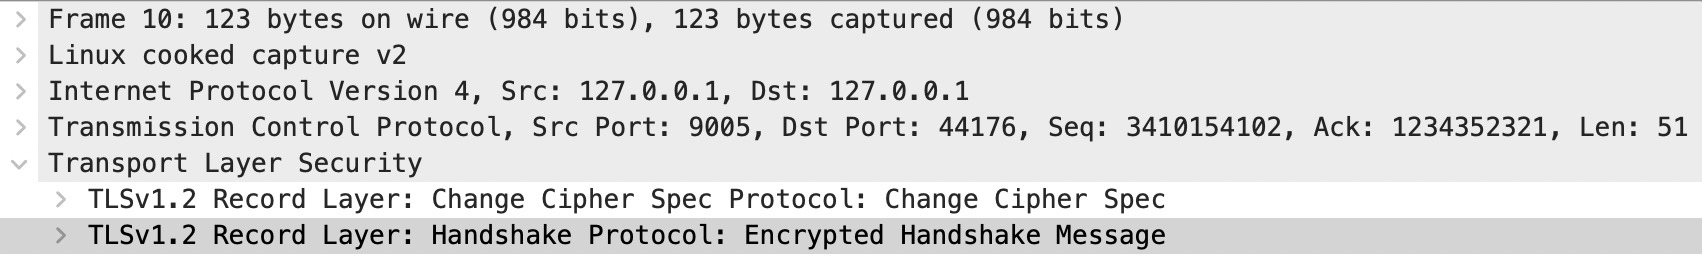 Frame 10: 123 bytes on wire (984 bits), 123 bytes captured (984 bits)
Linux cooked capture v2
Internet Protocol Version 4, Src: 127.0.0.1, Dst: 127.0.0.1
Transmission Control Protocol, Src Port: 9005, Dst Port: 44176, Seq: 3410154102, Ack: 1234352321, Len: 51
Transport Layer Security
TLSv1.2 Record Layer: Change Cipher Spec Protocol: Change Cipher Spec
TLSv1.2 Record Layer: Handshake Protocol: Encrypted Handshake Message